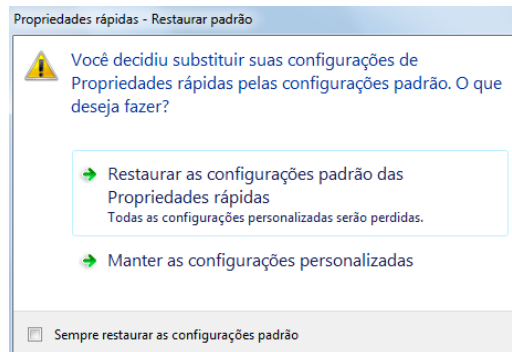 Propriedades rápidas - Restaurar padrão
Você decidiu substituir suas configurações de
Propriedades rápidas pelas configurações padrão. O que
deseja fazer?
Restaurar as configurações padrão das
Propriedades rápidas
Todas as configurações personalizadas serão perdidas.
Manter as configurações personalizadas
Sempre restaurar as configurações padrão